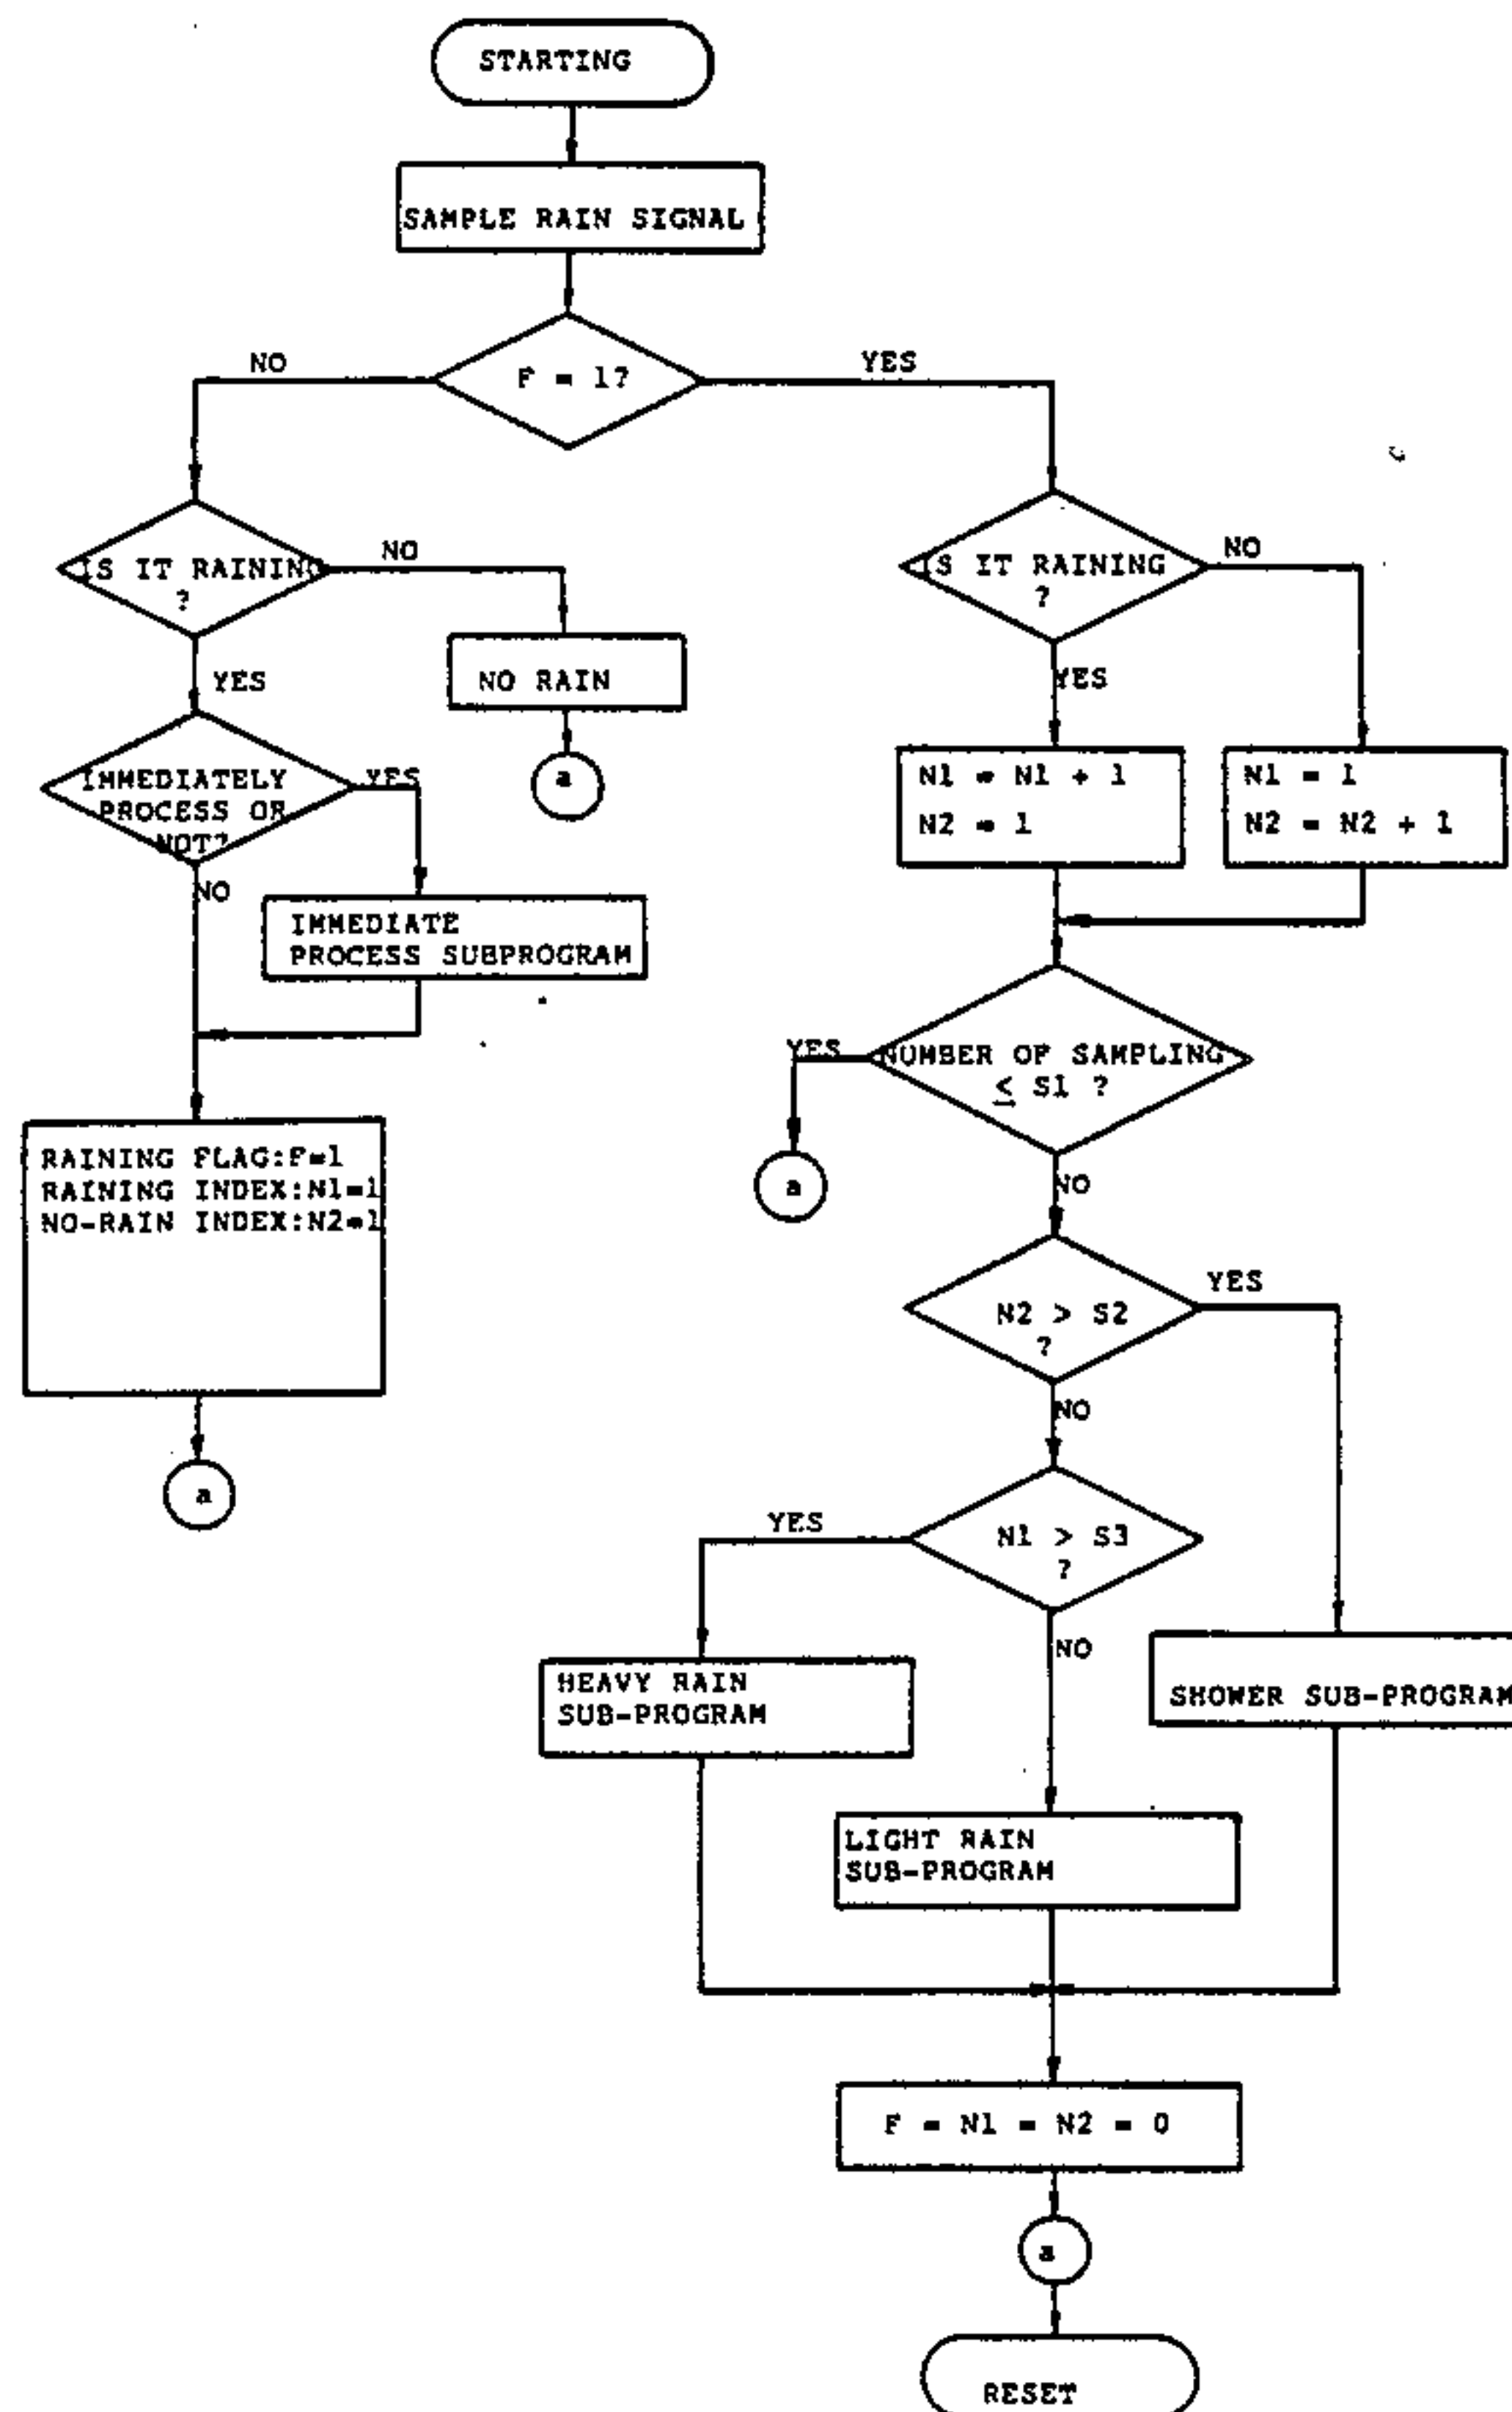 STARTING
SAMPLE RAIN SIGNAL
F = 1?
NO
YES
IS IT RAINING
?
NO
YES
NO RAIN
a
IMMEDIATELY
PROCESS OR
NOT?
YES
NO
IMMEDIATE
PROCESS SUBPROGRAM
RAINING FLAG:F=1
RAINING INDEX:N1=1
NO-RAIN INDEX:N2=1
a
IS IT RAINING
?
NO
YES
N1 = N1 + 1
N2 = 1
N1 = 1
N2 = N2 + 1
NUMBER OF SAMPLING
≤ S1 ?
YES
a
NO
N2 > S2
?
YES
NO
N1 > S3
?
YES
NO
HEAVY RAIN
SUB-PROGRAM
SHOWER SUB-PROGRAM
LIGHT RAIN
SUB-PROGRAM
F = N1 = N2 = 0
a
RESET